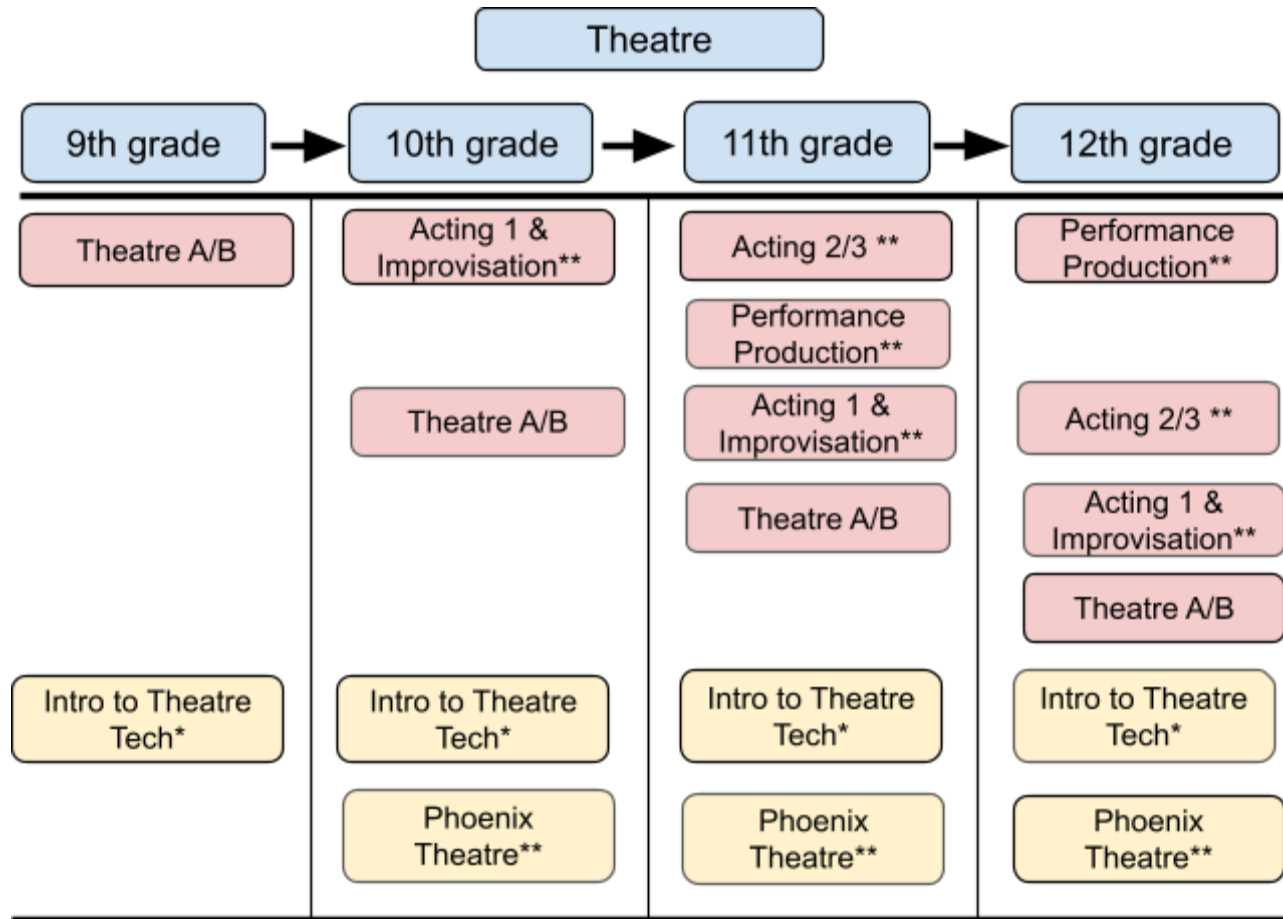 Theatre
9th grade
10th grade
11th grade
12th grade
Theatre A/B
Intro to Theatre
Tech*
Acting 1 &
Improvisation**
Theatre A/B
Intro to Theatre
Tech*
Phoenix
Theatre**
Acting 2/3 **
Performance
Production**
Acting 1 &
Improvisation**
Theatre A/B
Intro to Theatre
Tech*
Phoenix
Theatre**
Performance
Production**
Acting 2/3 **
Acting 1 &
Improvisation**
Theatre A/B
Intro to Theatre
Tech*
Phoenix
Theatre**